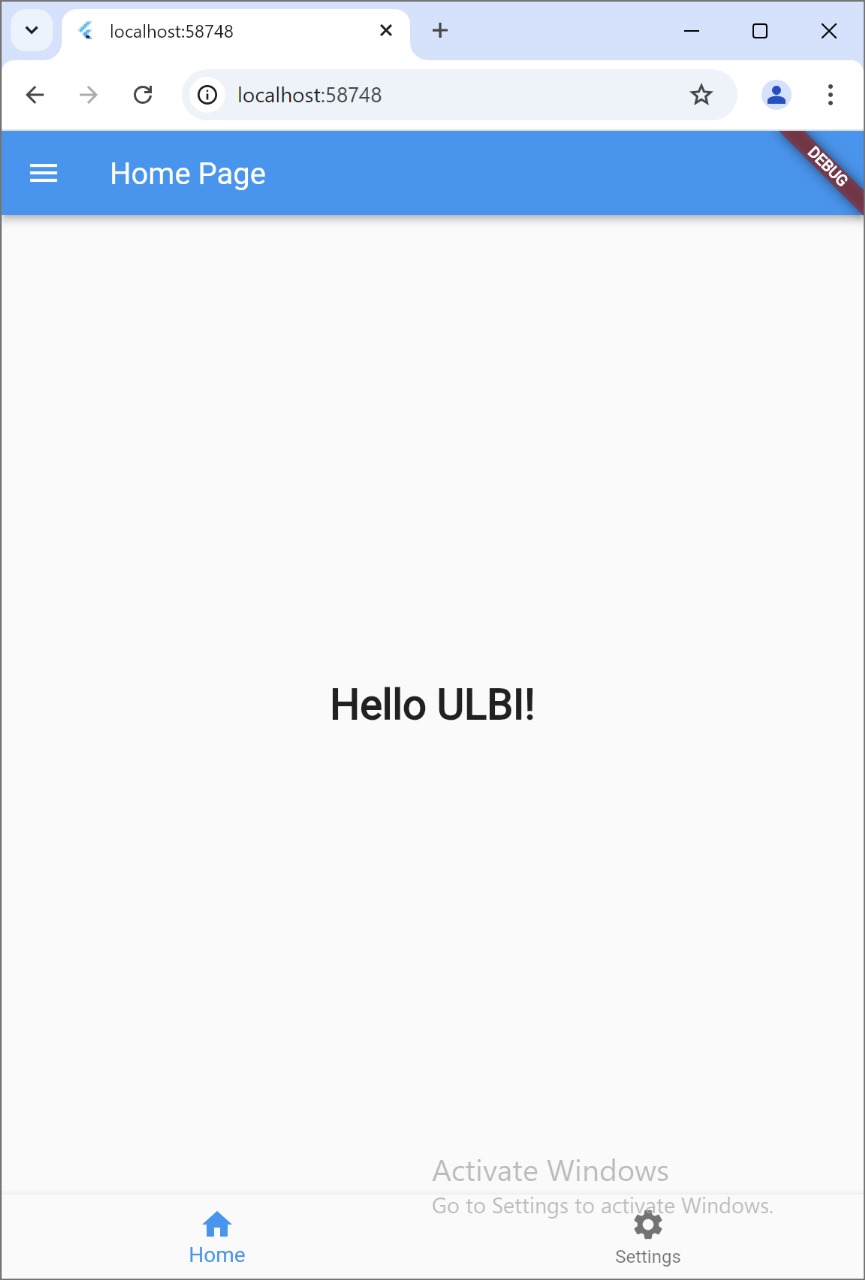 localhost:58748
localhost:58748
Home Page
DEBUG
Hello ULBI!
Activate Windows
Go to Settings to activate Windows.
Home
Settings